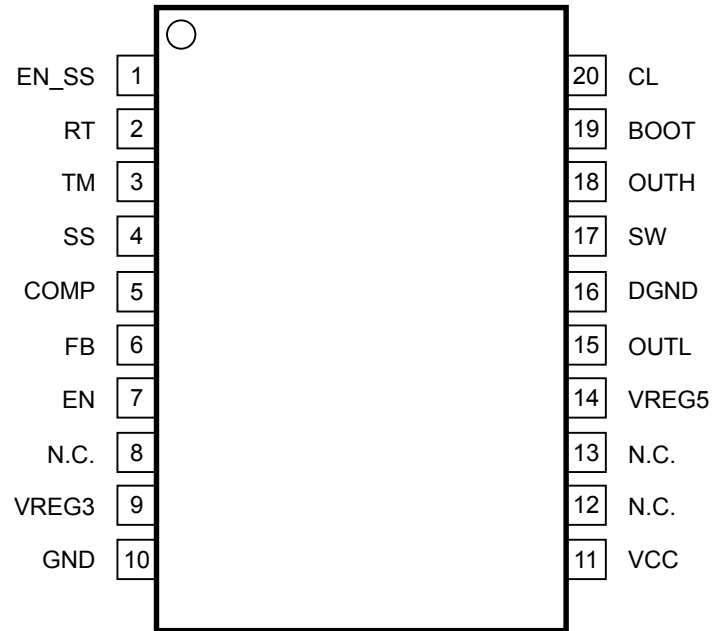 EN_SS 1 20 CL
RT 2 19 BOOT
TM 3 18 OUTH
SS 4 17 SW
COMP 5 16 DGND
FB 6 15 OUTL
EN 7 14 VREG5
N.C. 8 13 N.C.
VREG3 9 12 N.C.
GND 10 11 VCC